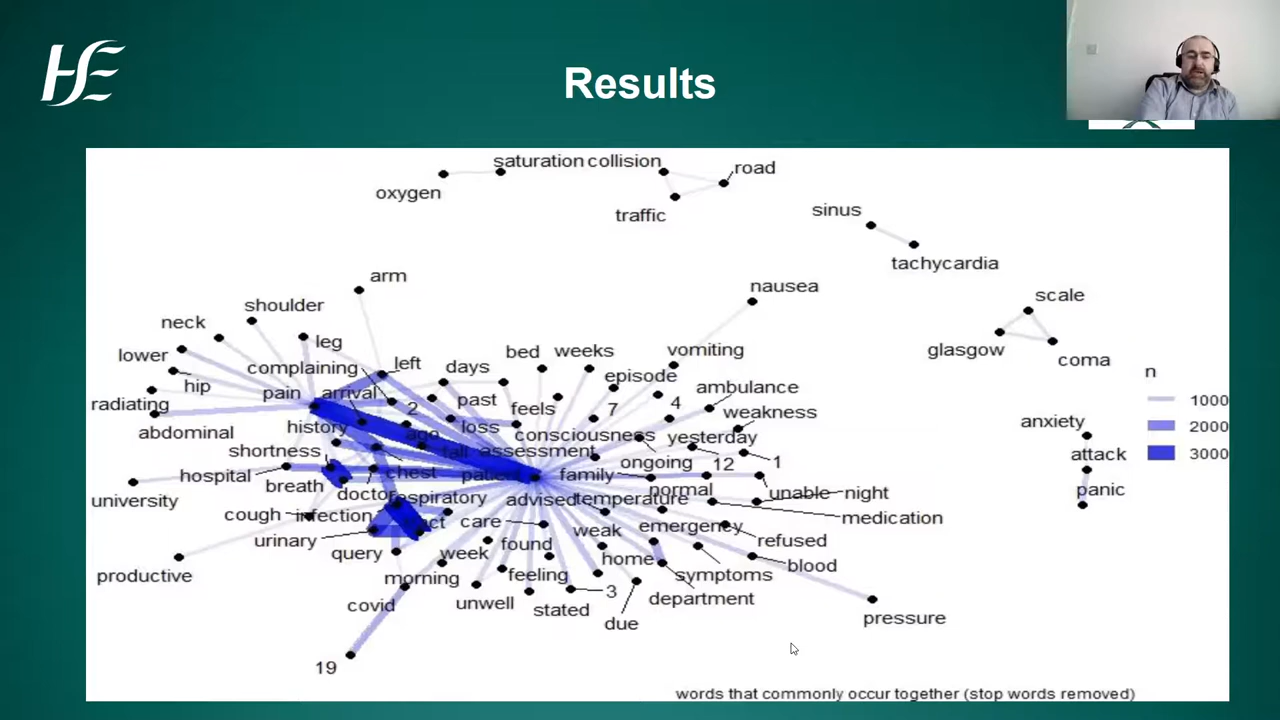 HSE
Results
saturation collision
road
oxygen
traffic
sinus
tachycardia
arm
nausea
scale
shoulder
neck
leg
glasgow
coma
lower
complaining
left
days
bed
weeks
vomiting
hip
pain
arrival
2
past
feels
episode
7
4
ambulance
n
radiating
abdominal
history
ago
loss
consciousness
yesterday
weakness
1000
2000
3000
anxiety
attack
panic
shortness
hospital
breath
chest
fall
assessment
family
ongoing
12
1
university
doctor
respiratory
advised
temperature
normal
unable
night
medication
cough
infection
urinary
tract
care
weak
emergency
refused
query
week
found
home
symptoms
blood
productive
morning
feeling
department
covid
unwell
stated
3
due
pressure
19
words that commonly occur together (stop words removed)